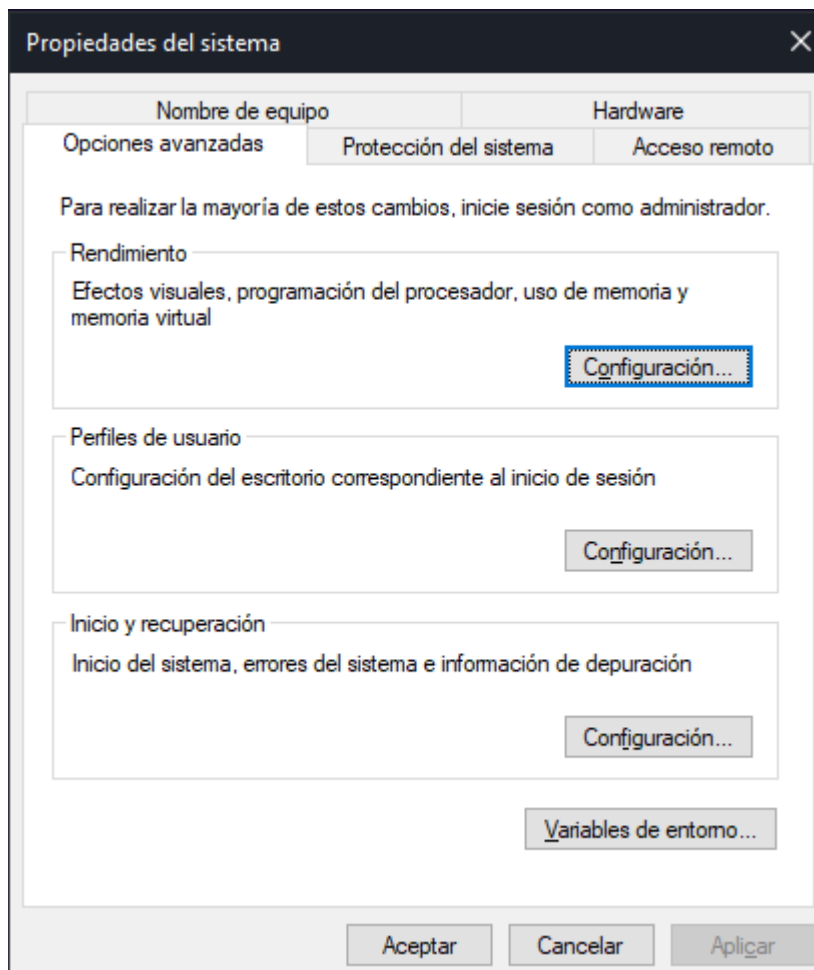 Propiedades del sistema
Nombre de equipo
Hardware
Opciones avanzadas
Protección del sistema
Acceso remoto
Para realizar la mayoría de estos cambios, inicie sesión como administrador.
Rendimiento
Efectos visuales, programación del procesador, uso de memoria y
memoria virtual
Configuración...
Perfiles de usuario
Configuración del escritorio correspondiente al inicio de sesión
Configuración...
Inicio y recuperación
Inicio del sistema, errores del sistema e información de depuración
Configuración...
Variables de entorno...
Aceptar
Cancelar
Aplicar